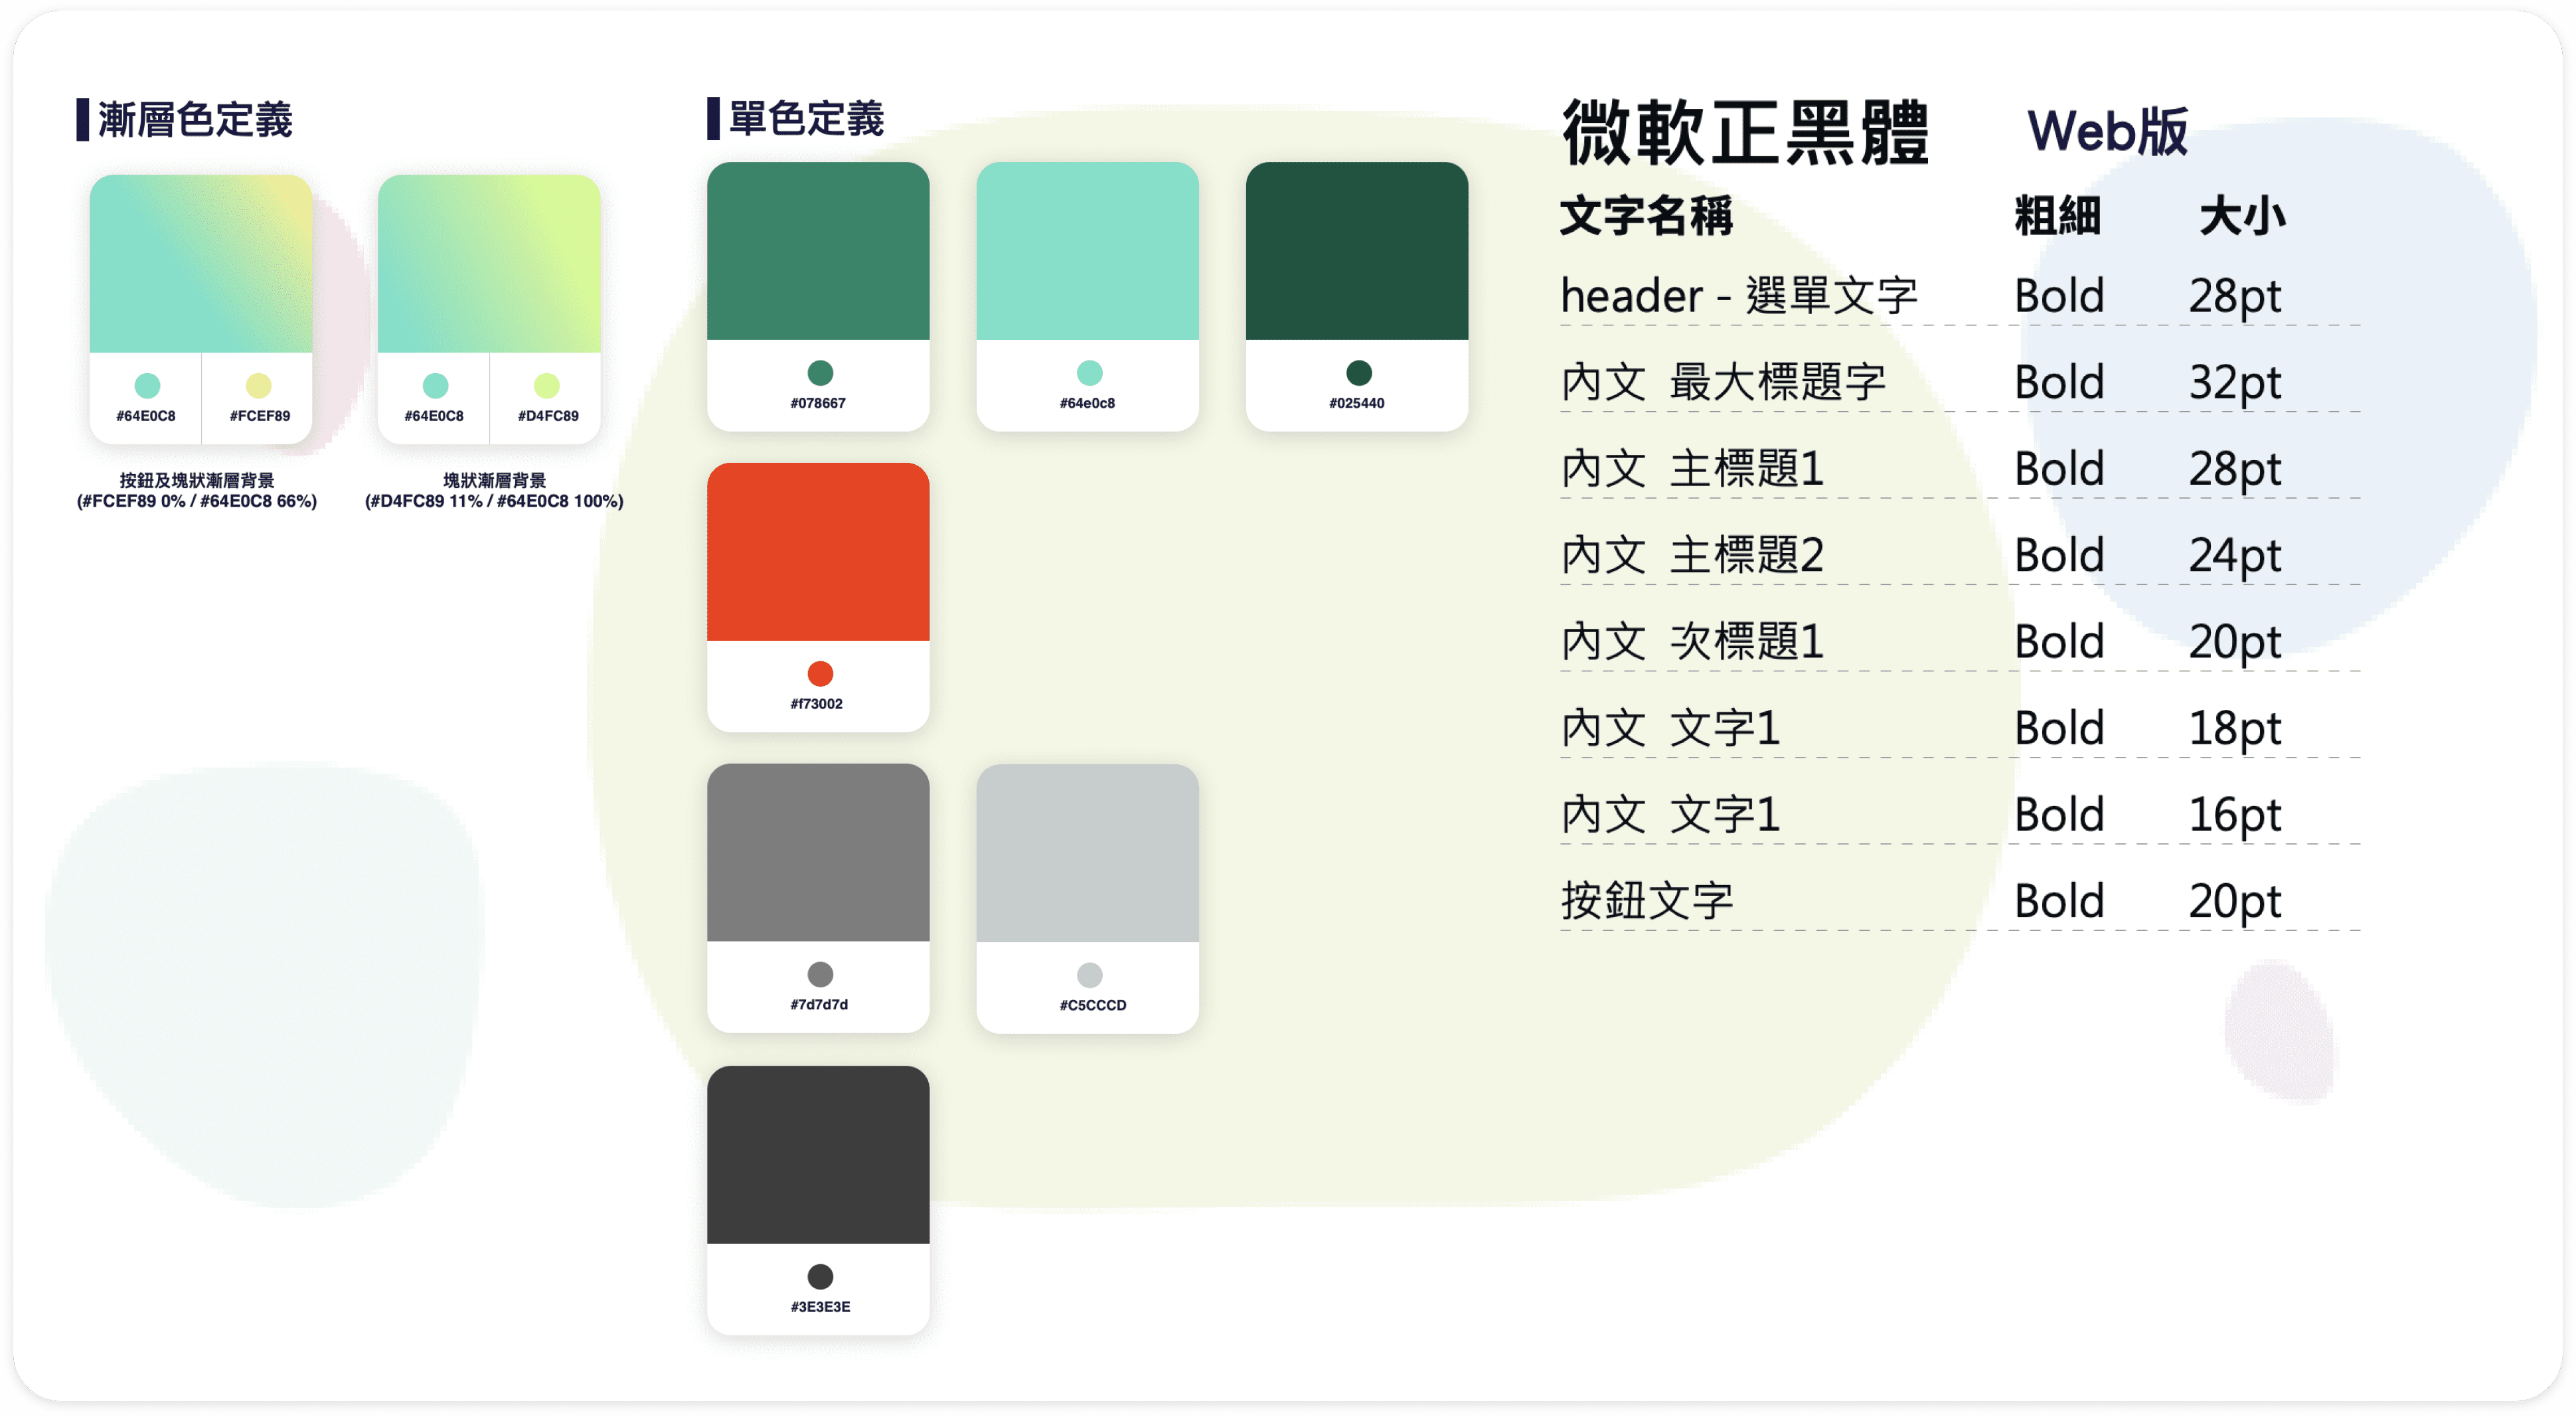 漸層色定義
#64E0C8 #FCEF89
按鈕及塊狀漸層背景
(#FCEF89 0% / #64E0C8 66%)
#64E0C8 #D4FC89
塊狀漸層背景
(#D4FC89 11% / #64E0C8 100%)
單色定義
#078667 #64e0c8 #025440
#f73002
#7d7d7d #C5CCCD
#3E3E3E
微軟正黑體 Web版
文字名稱 粗細 大小
header - 選單文字 Bold 28pt
內文 最大標題字 Bold 32pt
內文 主標題1 Bold 28pt
內文 主標題2 Bold 24pt
內文 次標題1 Bold 20pt
內文 文字1 Bold 18pt
內文 文字1 Bold 16pt
按鈕文字 Bold 20pt